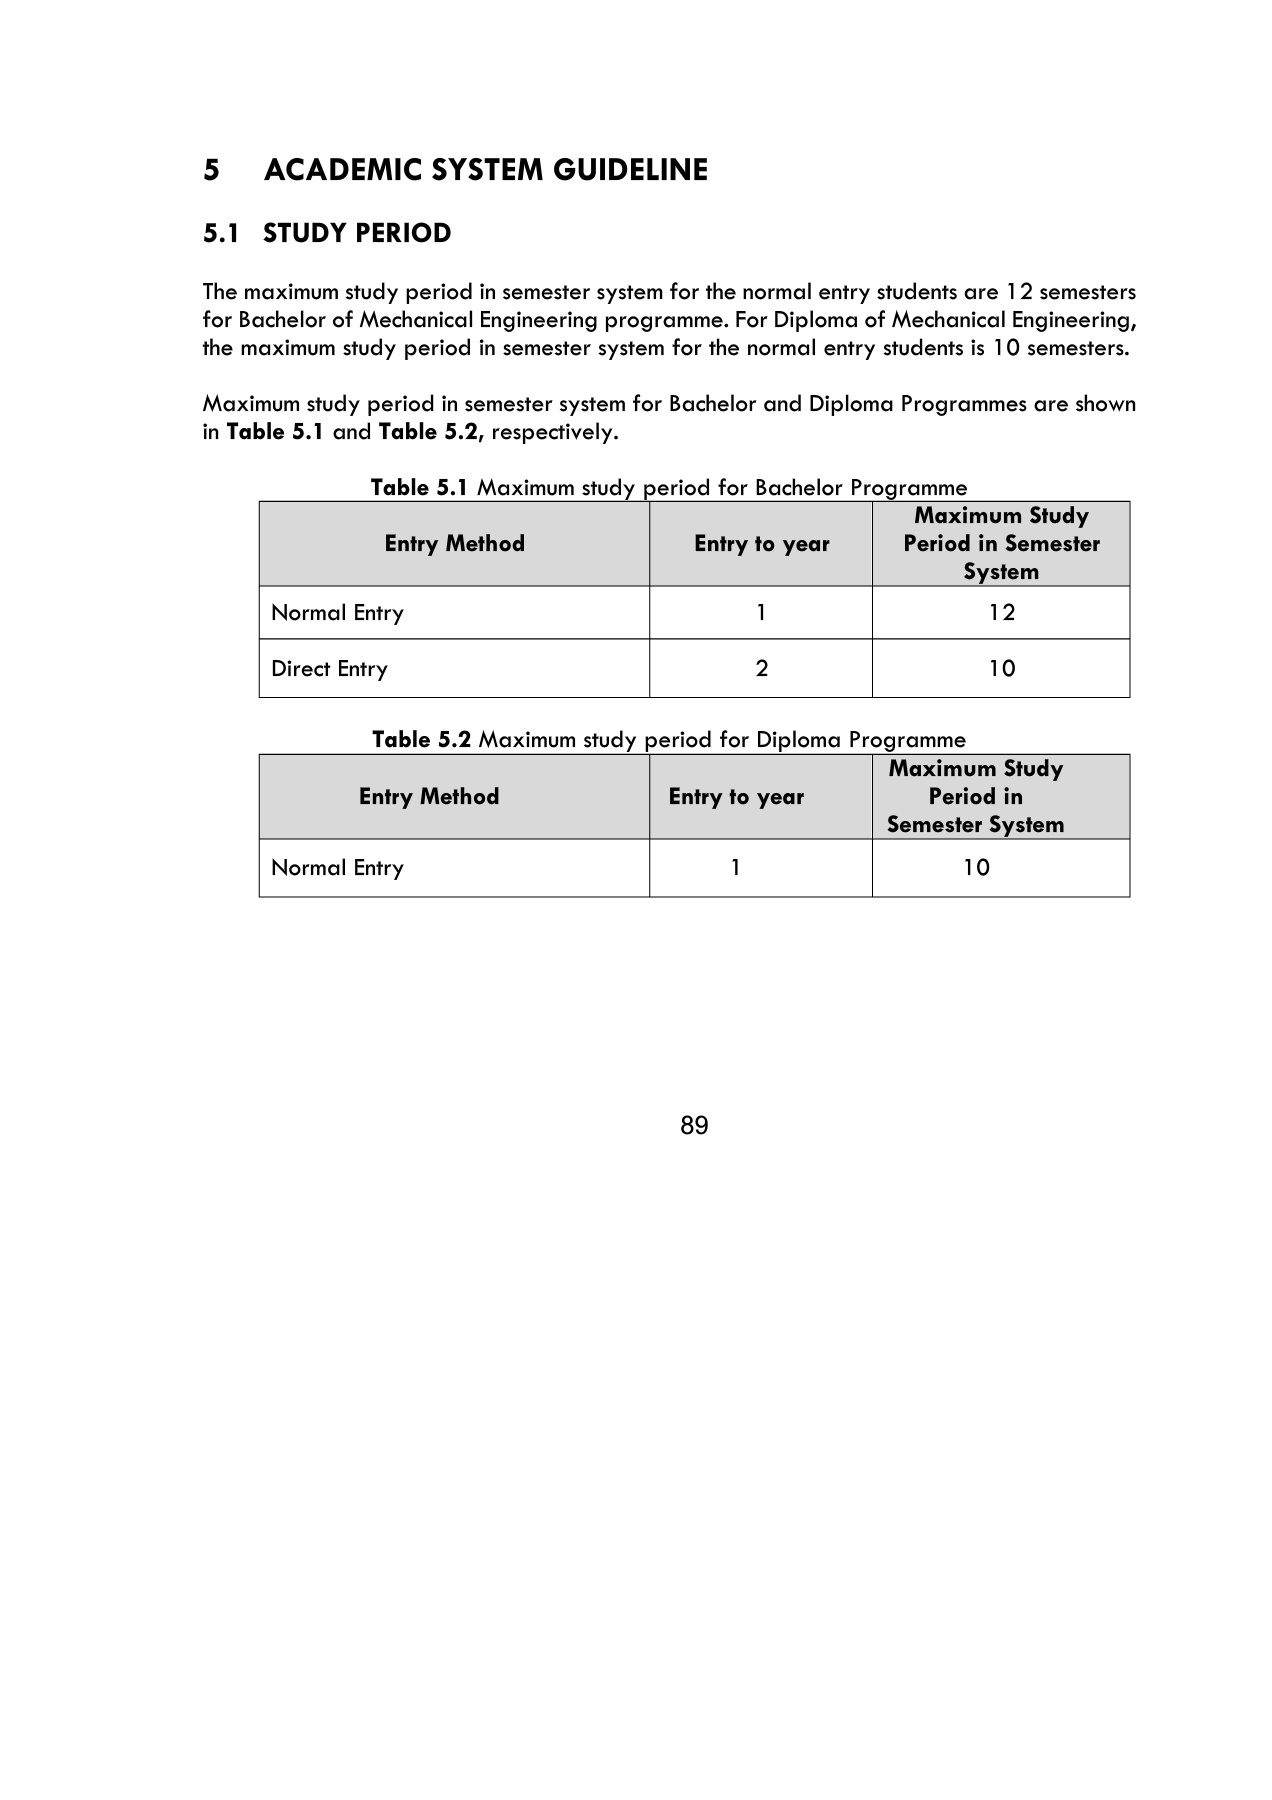 5 ACADEMIC SYSTEM GUIDELINE
5.1 STUDY PERIOD
The maximum study period in semester system for the normal entry students are 12 semesters
for Bachelor of Mechanical Engineering programme. For Diploma of Mechanical Engineering,
the maximum study period in semester system for the normal entry students is 10 semesters.
Maximum study period in semester system for Bachelor and Diploma Programmes are shown
in Table 5.1 and Table 5.2, respectively.
Table 5.1 Maximum study period for Bachelor Programme
Entry Method Entry to year Maximum Study
Period in Semester
System
Normal Entry 1 12
Direct Entry 2 10
Table 5.2 Maximum study period for Diploma Programme
Entry Method Entry to year Maximum Study
Period in
Semester System
Normal Entry 1 10
89